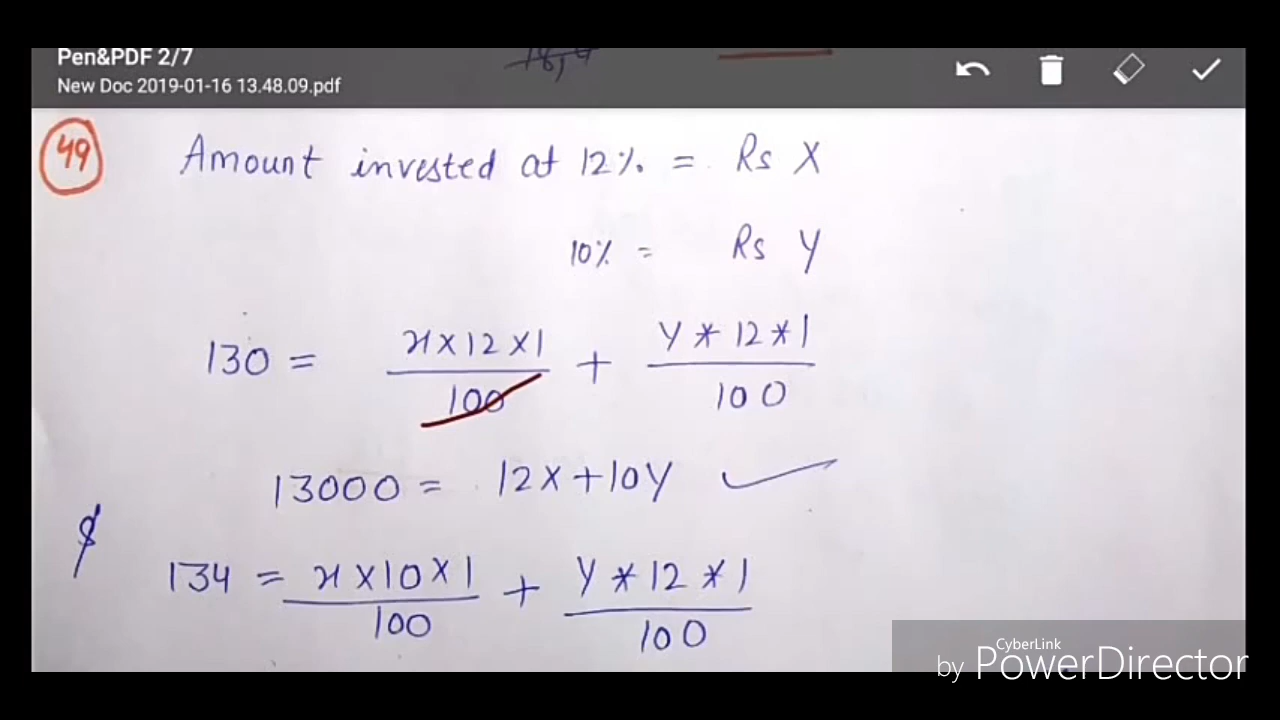 Pen&PDF 2/7
New Doc 2019-01-16 13.48.09.pdf
49 Amount invested at 12% = Rs X
10% = Rs Y
130 = x×12×1/100 + Y*12*1/100
13000 = 12X+10Y
134 = x×10×1/100 + Y*12*1/100
CyberLink
by PowerDirector